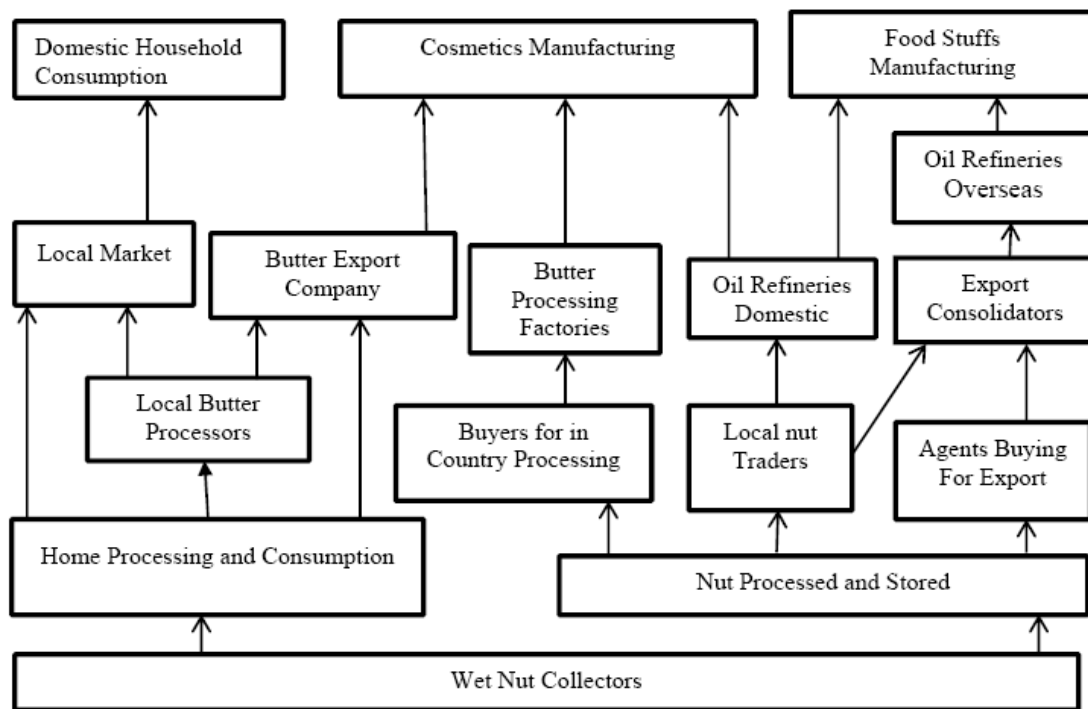 Domestic Household
Consumption
Cosmetics Manufacturing
Food Stuffs
Manufacturing
Oil Refineries
Overseas
Local Market
Butter Export
Company
Butter
Processing
Factories
Oil Refineries
Domestic
Export
Consolidators
Local Butter
Processors
Buyers for in
Country Processing
Local nut
Traders
Agents Buying
For Export
Home Processing and Consumption
Nut Processed and Stored
Wet Nut Collectors